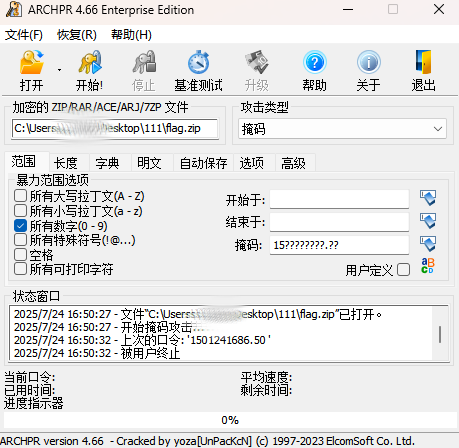 ARCHPR 4.66 Enterprise Edition
文件(F) 恢复(R) 帮助(H)
打开 开始! 停止 基准测试 升级 帮助 关于 退出
加密的 ZIP/RAR/ACE/ARJ/7ZP 文件 攻击类型
C:\Users esktop\111\flag.zip 掩码
范围 长度 字典 明文 自动保存 选项 高级
暴力范围选项
所有大写拉丁文(A - Z) 开始于:
所有小写拉丁文(a - z)
所有数字(0 - 9) 结束于:
所有特殊符号(!@...) 掩码: 15????????.??
空格
所有可打印字符 用户定义
状态窗口
2025/7/24 16:50:27 - 文件“C:\Users esktop\111\flag.zip”已打开。
2025/7/24 16:50:27 - 开始掩码攻击
2025/7/24 16:50:32 - 上次的口令: '1501241686.50 '
2025/7/24 16:50:32 - 被用户终止
当前口令: 平均速度:
已用时间: 剩余时间:
进度指示器
0%
ARCHPR version 4.66 - Cracked by yoza[UnPacKcN] (c) 1997-2023 ElcomSoft Co. Ltd.